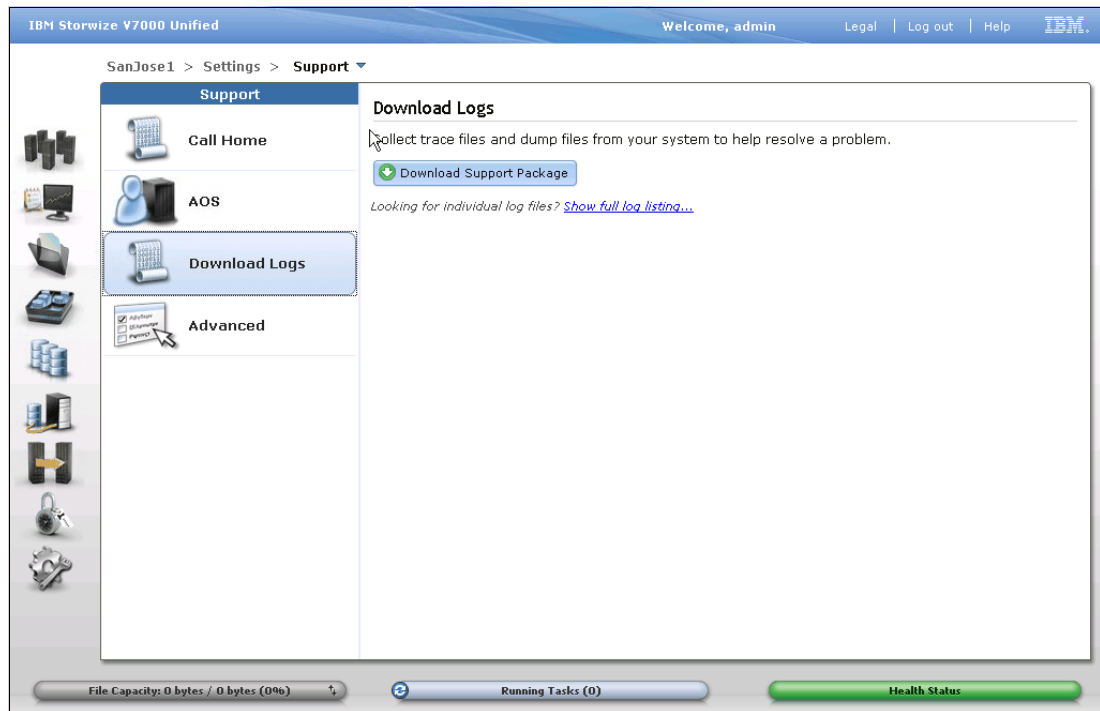 IBM Storwize V7000 Unified
Welcome, admin
Legal | Log out | Help
IBM.
SanJose1 > Settings > Support
Support
Call Home
AOS
Download Logs
Advanced
Download Logs
Collect trace files and dump files from your system to help resolve a problem.
Download Support Package
Looking for individual log files? Show full log listing...
File Capacity: 0 bytes / 0 bytes (0%)
Running Tasks (0)
Health Status